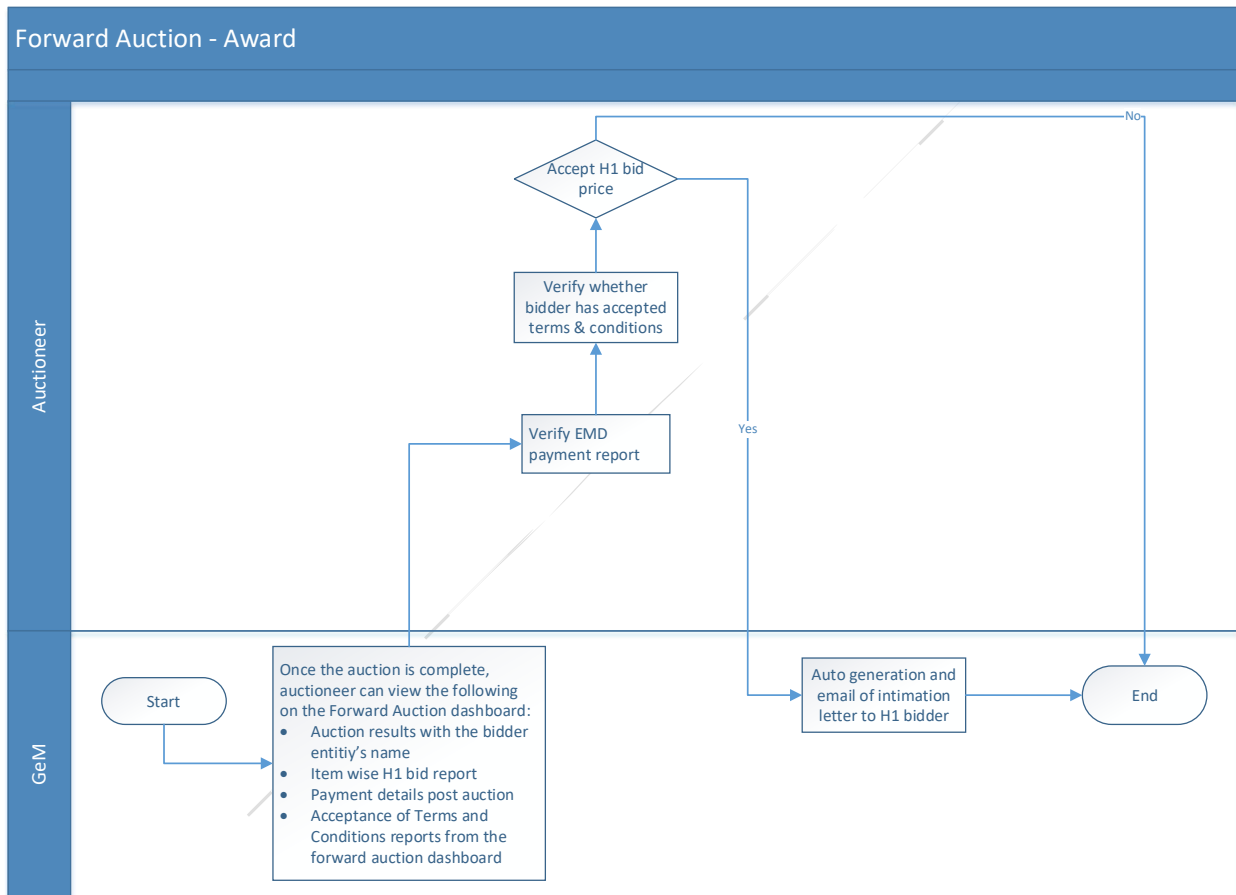 Forward Auction - Award
Auctioneer
No
Accept H1 bid
price
Verify whether
bidder has accepted
terms & conditions
Verify EMD
payment report
Yes
GeM
Start
Once the auction is complete,
auctioneer can view the following
on the Forward Auction dashboard:
• Auction results with the bidder
entitiy's name
• Item wise H1 bid report
• Payment details post auction
• Acceptance of Terms and
Conditions reports from the
forward auction dashboard
Auto generation and
email of intimation
letter to H1 bidder
End